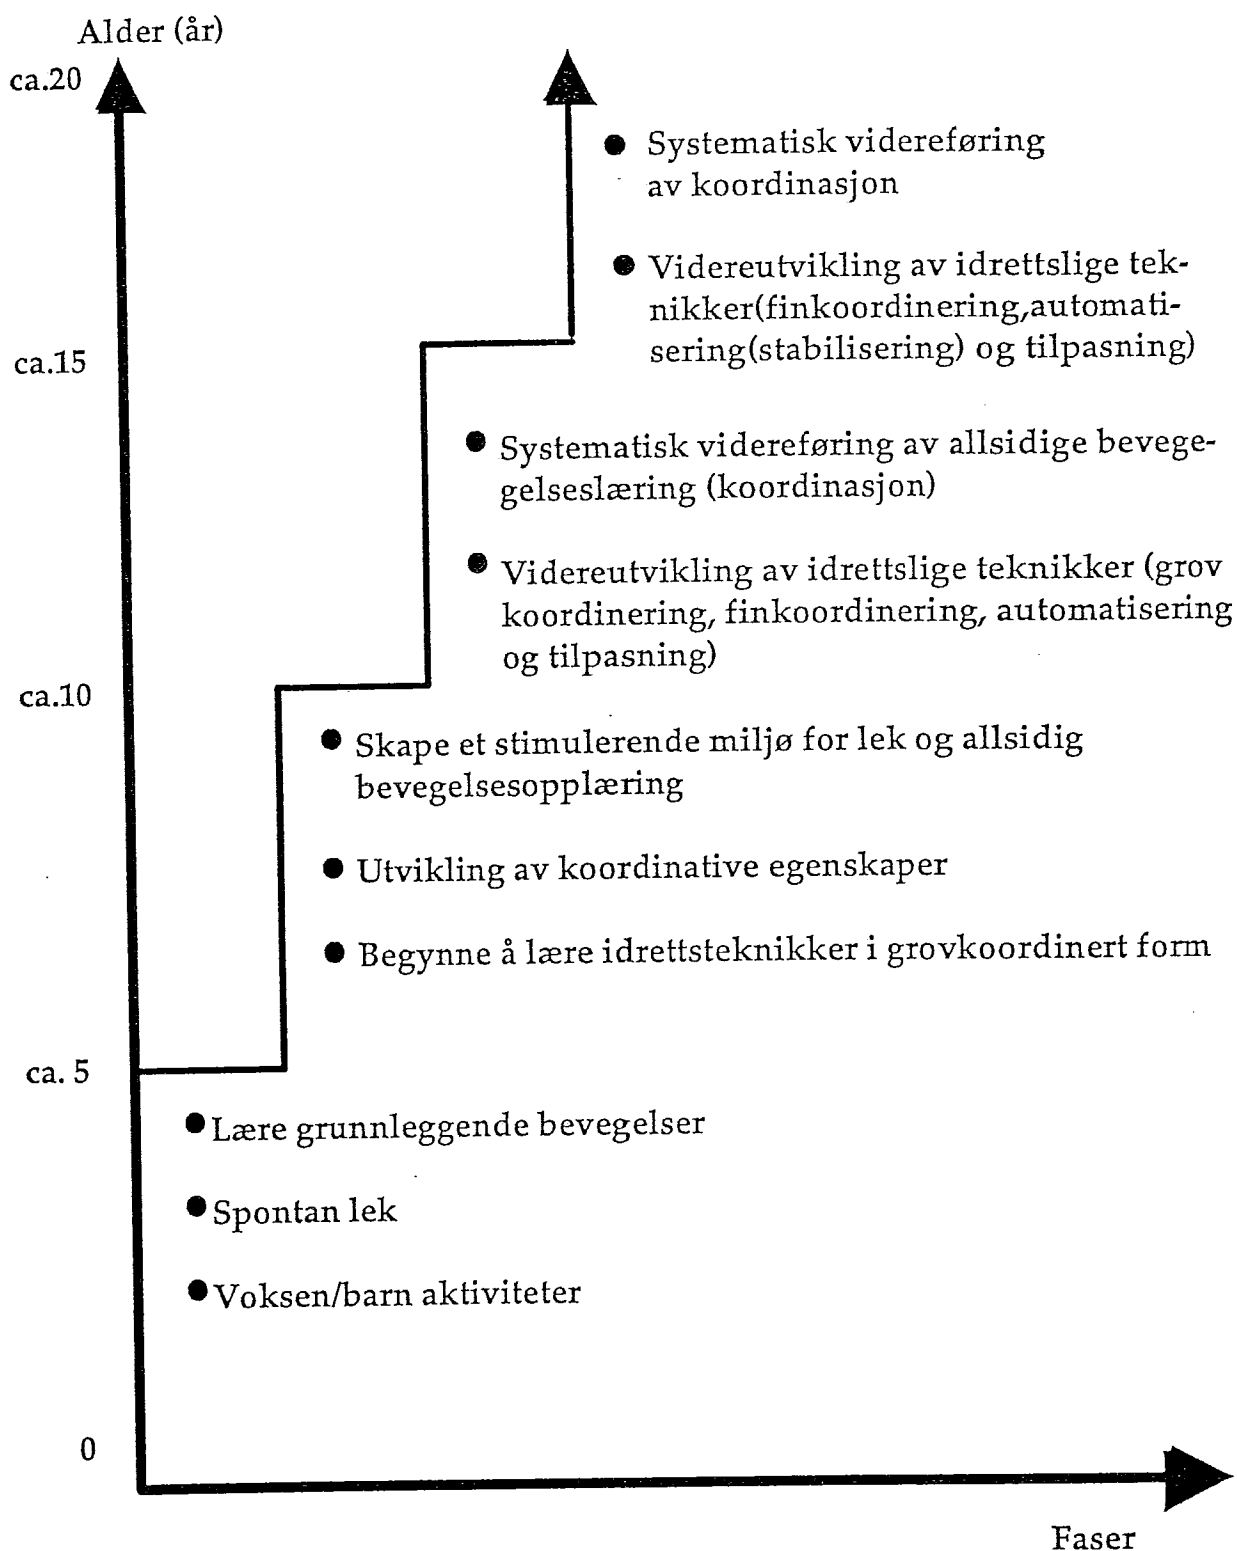 Alder (år)
ca.20
● Systematisk videreføring
av koordinasjon
● Videreutvikling av idrettslige tek-
nikker(finkoordinering,automati-
sering(stabilisering) og tilpasning)
ca.15
● Systematisk videreføring av allsidige bevege-
gelseslæring (koordinasjon)
● Videreutvikling av idrettslige teknikker (grov
koordinering, finkoordinering, automatisering
og tilpasning)
ca.10
● Skape et stimulerende miljø for lek og allsidig
bevegelsesopplæring
● Utvikling av koordinative egenskaper
● Begynne å lære idrettsteknikker i grovkoordinert form
ca. 5
● Lære grunnleggende bevegelser
● Spontan lek
● Voksen/barn aktiviteter
0
Faser